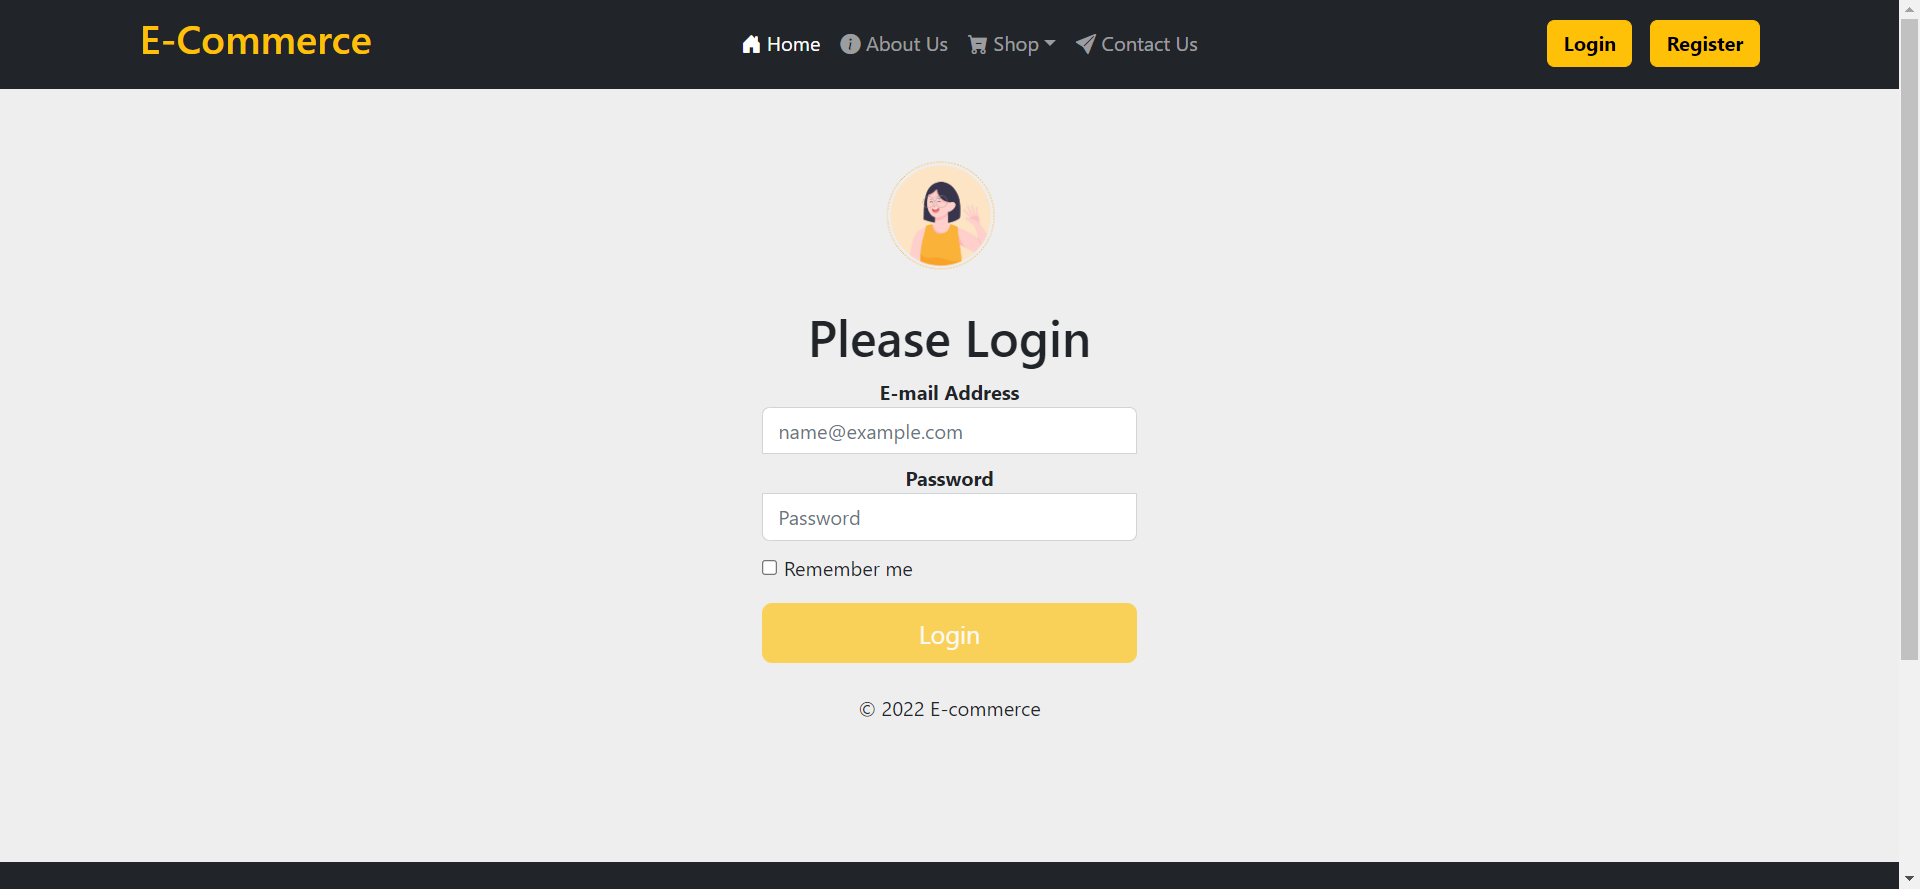 E-Commerce
Home About Us Shop Contact Us
Login Register
Please Login
E-mail Address
name@example.com
Password
Password
Remember me
Login
© 2022 E-commerce